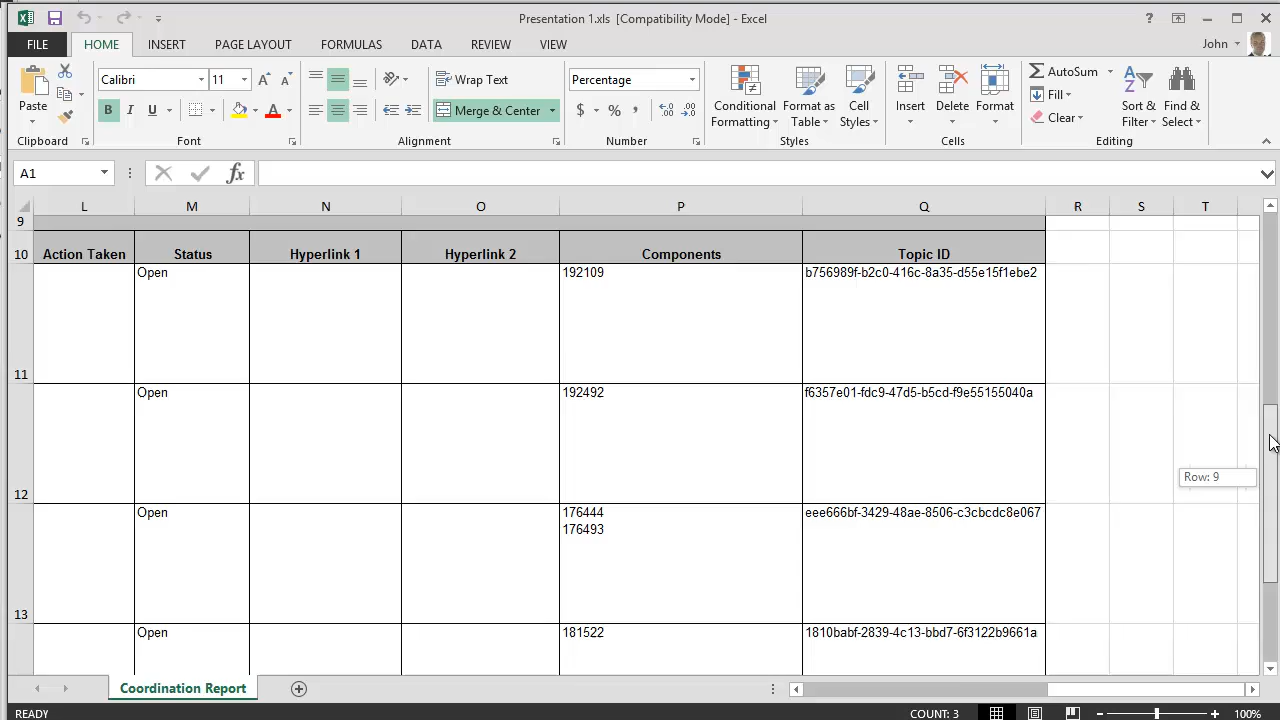 Presentation 1.xls [Compatibility Mode] - Excel
?
FILE HOME INSERT PAGE LAYOUT FORMULAS DATA REVIEW VIEW John
Paste
Calibri 11
B I U A
Wrap Text
Merge & Center
Percentage
$ % ,
Conditional Formatting
Format as Table
Cell Styles
Insert Delete Format
AutoSum
Fill
Clear
Sort & Filter
Find & Select
Clipboard Font Alignment Number Styles Cells Editing
A1 fx
L M N O P Q R S T
9
10 Action Taken Status Hyperlink 1 Hyperlink 2 Components Topic ID
Open 192109 b756989f-b2c0-416c-8a35-d55e15f1ebe2
11
Open 192492 f6357e01-fdc9-47d5-b5cd-f9e55155040a
Row: 9
12
Open 176444 eee666bf-3429-48ae-8506-c3cbcdc8e067
176493
13
Open 181522 1810babf-2839-4c13-bbd7-6f3122b9661a
Coordination Report
READY COUNT: 3 100%